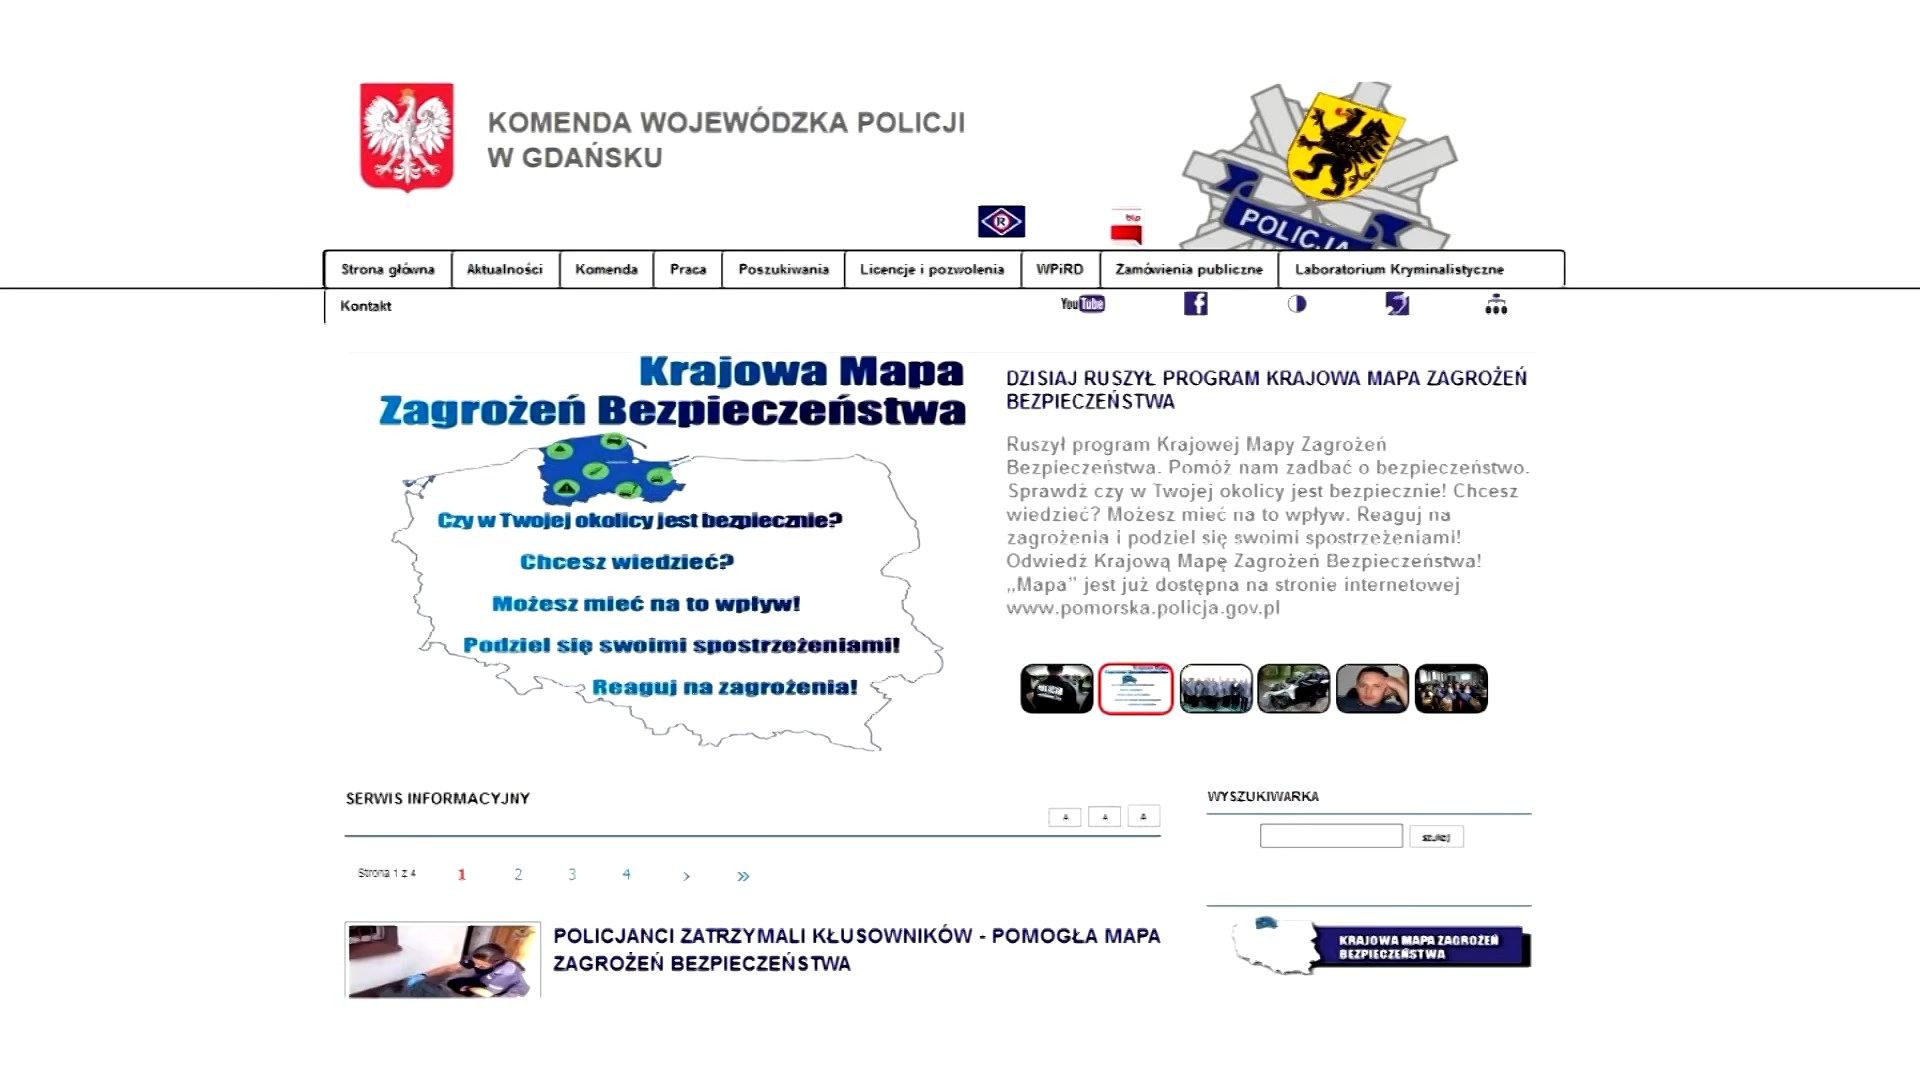 KOMENDA WOJEWÓDZKA POLICJI
W GDAŃSKU
R
bip
POLICJA
Strona główna Aktualności Komenda Praca Poszukiwania Licencje i pozwolenia WPiRD Zamówienia publiczne Laboratorium Kryminalistyczne
Kontakt
You Tube
Krajowa Mapa
Zagrożeń Bezpieczeństwa
Czy w Twojej okolicy jest bezpiecznie?
Chcesz wiedzieć?
Możesz mieć na to wpływ!
Podziel się swoimi spostrzeżeniami!
Reaguj na zagrożenia!
DZISIAJ RUSZYŁ PROGRAM KRAJOWA MAPA ZAGROŻEŃ
BEZPIECZEŃSTWA
Ruszył program Krajowej Mapy Zagrożeń
Bezpieczeństwa. Pomóż nam zadbać o bezpieczeństwo.
Sprawdź czy w Twojej okolicy jest bezpiecznie! Chcesz
wiedzieć? Możesz mieć na to wpływ. Reaguj na
zagrożenia i podziel się swoimi spostrzeżeniami!
Odwiedź Krajową Mapę Zagrożeń Bezpieczeństwa!
„Mapa” jest już dostępna na stronie internetowej
www.pomorska.policja.gov.pl
SERWIS INFORMACYJNY
A A A
WYSZUKIWARKA
szukaj
Strona 1 z 4 1 2 3 4 > »
POLICJANCI ZATRZYMALI KŁUSOWNIKÓW - POMOGŁA MAPA
ZAGROŻEŃ BEZPIECZEŃSTWA
KRAJOWA MAPA ZAGROŻEŃ
BEZPIECZEŃSTWA